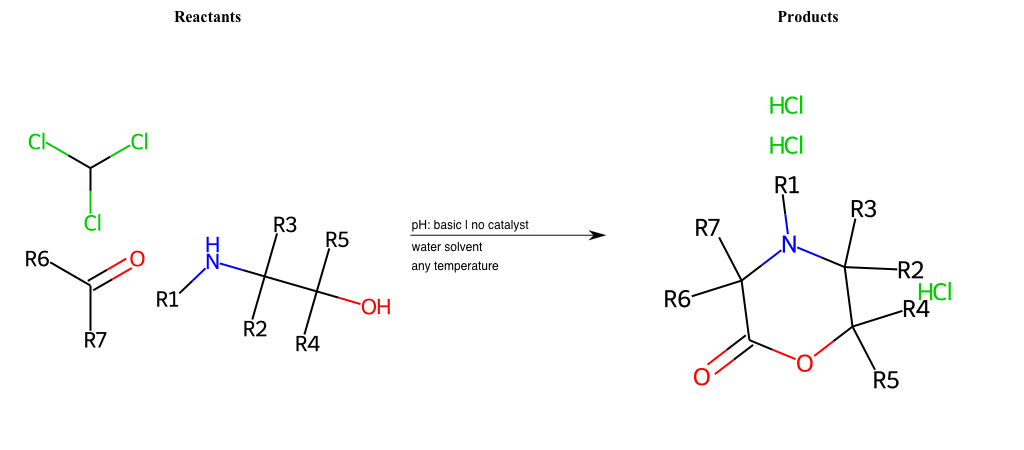 Reactants
Products
HCl
HCl
Cl
Cl
Cl
R6
O
R7
H
N
R1
R3
R5
R2
R4
OH
pH: basic | no catalyst
water solvent
any temperature
R1
R7
N
R3
R6
R2
HCl
R4
O
O
R5